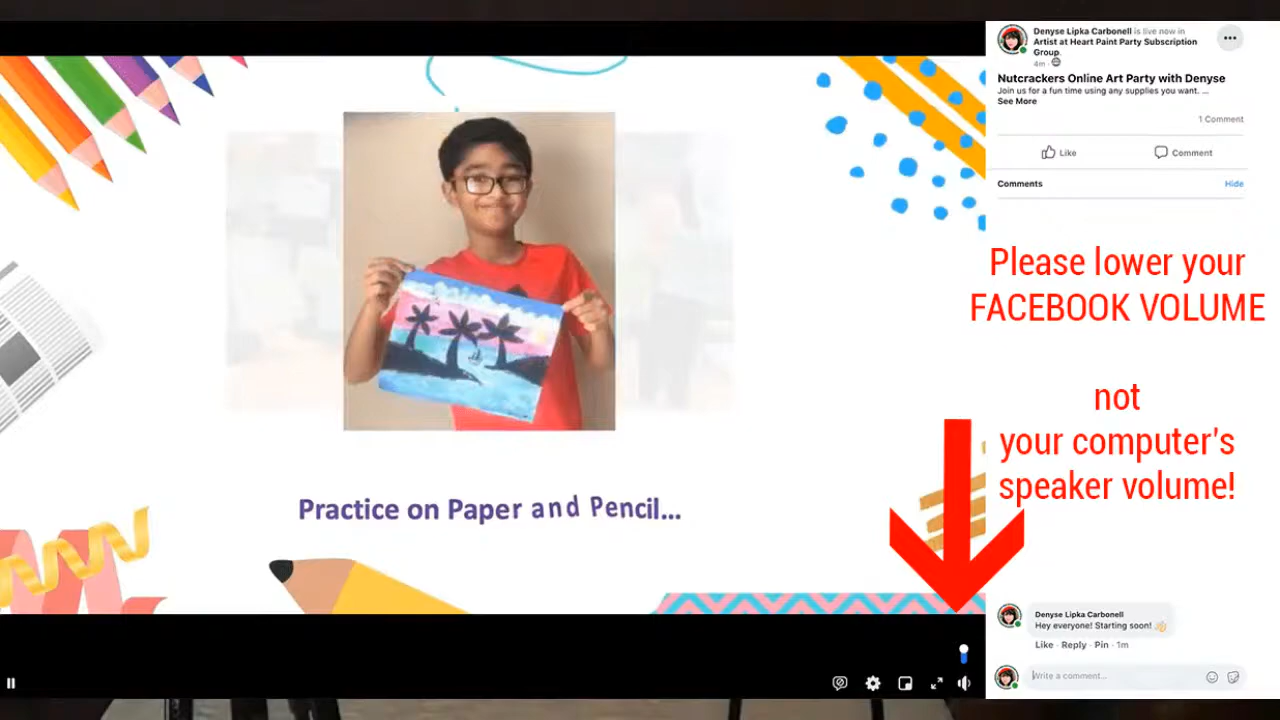 Denyse Lipka Carbonell is live now in
Artist at Heart Paint Party Subscription
Group.
4m ·
Nutcrackers Online Art Party with Denyse
Join us for a fun time using any supplies you want. ...
See More
1 Comment
Like
Comment
Comments
Hide
Please lower your
FACEBOOK VOLUME
not
your computer's
speaker volume!
Practice on Paper and Pencil...
Denyse Lipka Carbonell
Hey everyone! Starting soon! 👋
Like · Reply · Pin · 1m
Write a comment...